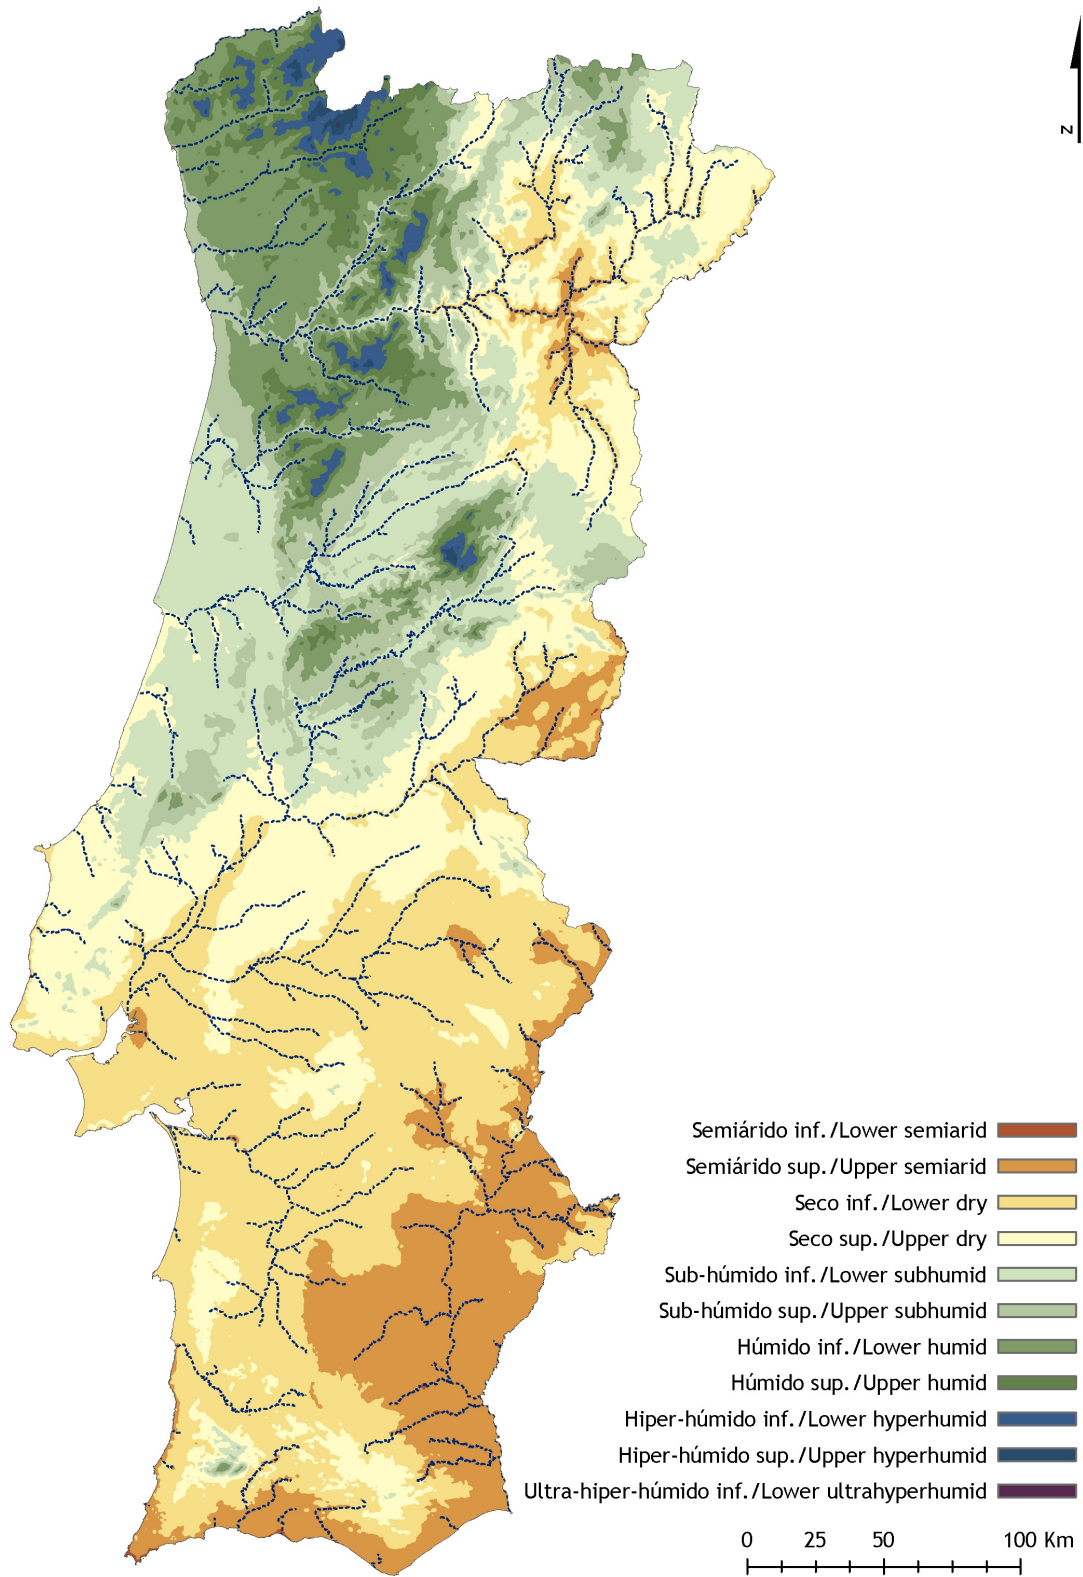 N
Semiárido inf./Lower semiarid
Semiárido sup./Upper semiarid
Seco inf./Lower dry
Seco sup./Upper dry
Sub-húmido inf./Lower subhumid
Sub-húmido sup./Upper subhumid
Húmido inf./Lower humid
Húmido sup./Upper humid
Hiper-húmido inf./Lower hyperhumid
Hiper-húmido sup./Upper hyperhumid
Ultra-hiper-húmido inf./Lower ultrahyperhumid
0 25 50 100 Km